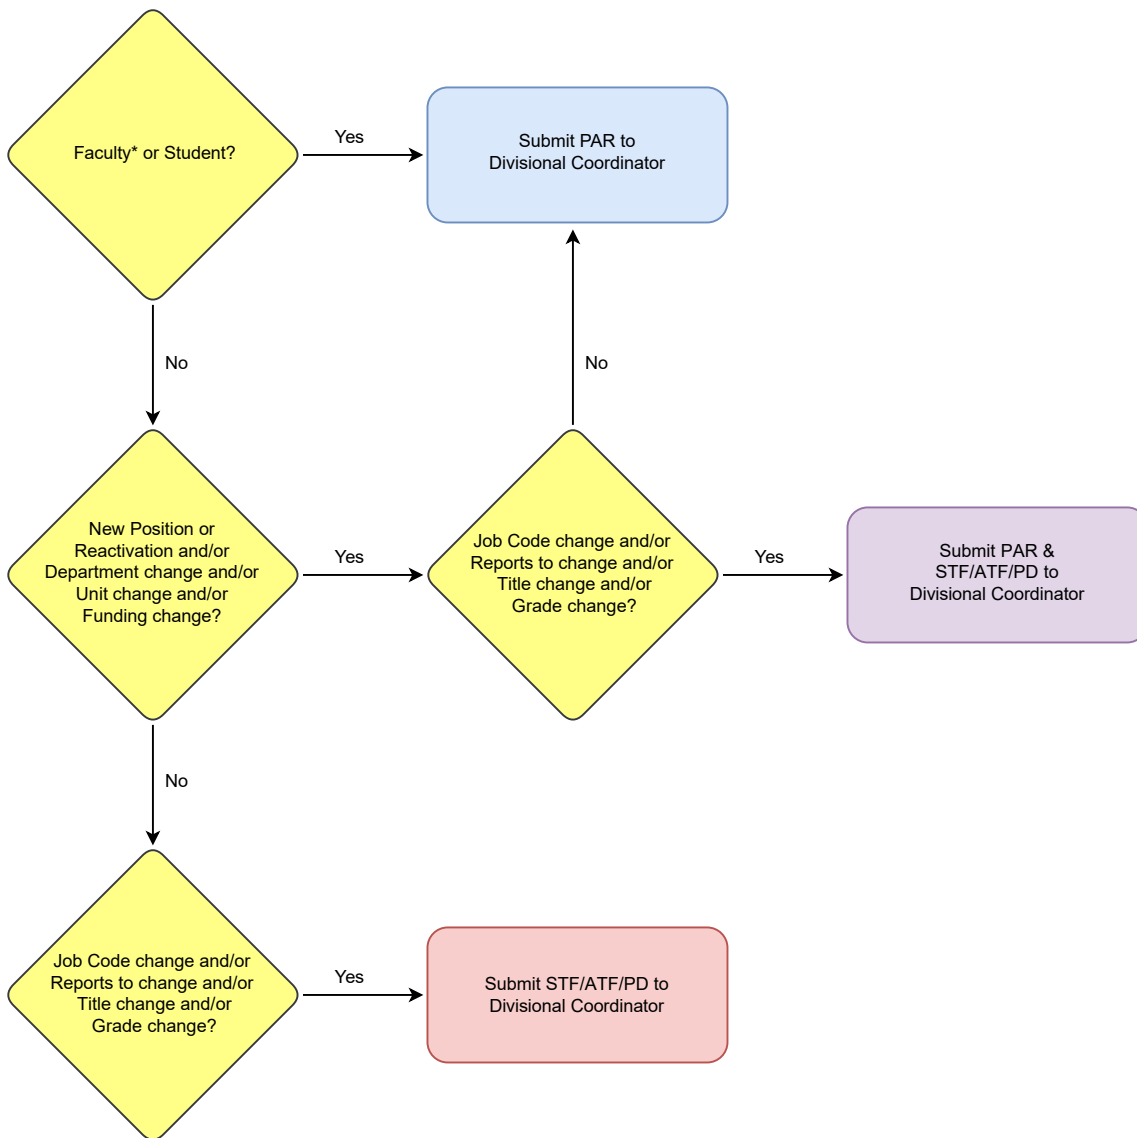 Faculty* or Student?
Yes
Submit PAR to
Divisional Coordinator
No
No
New Position or
Reactivation and/or
Department change and/or
Unit change and/or
Funding change?
Yes
Job Code change and/or
Reports to change and/or
Title change and/or
Grade change?
Yes
Submit PAR &
STF/ATF/PD to
Divisional Coordinator
No
Job Code change and/or
Reports to change and/or
Title change and/or
Grade change?
Yes
Submit STF/ATF/PD to
Divisional Coordinator